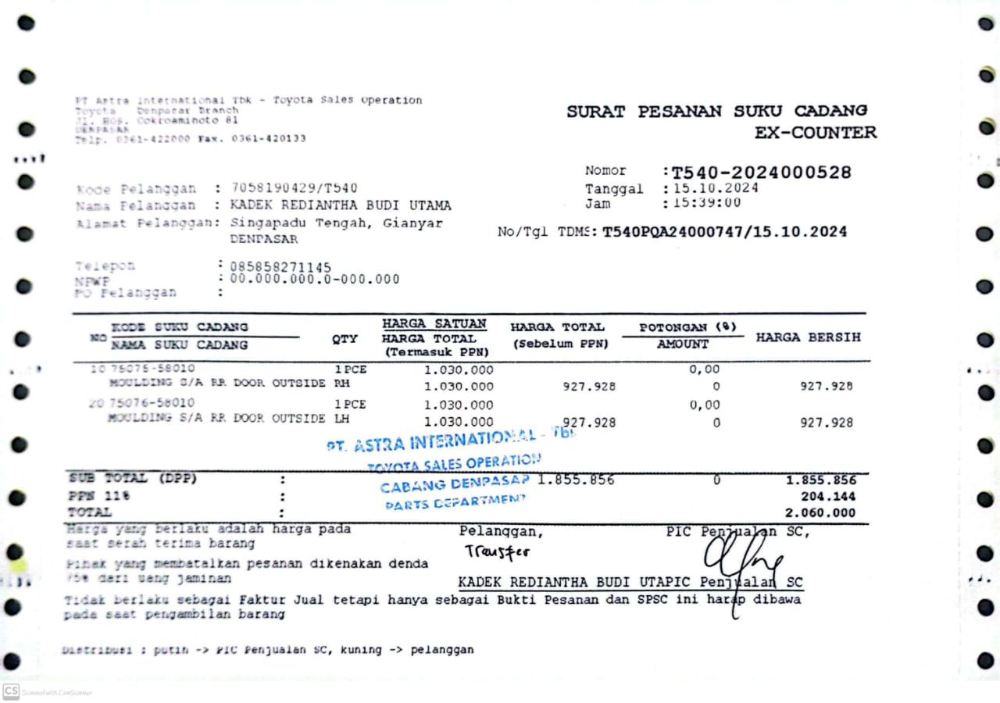 PT Astra International Tbk - Toyota Sales Operation
Toyota - Denpasar Branch
Jl. HOS. Cokroaminoto 81
DENPASAR
Telp. 0361-422000 Fax. 0361-420133
SURAT PESANAN SUKU CADANG
EX-COUNTER
Nomor : T540-2024000528
Tanggal : 15.10.2024
Jam : 15:39:00
No/Tgl TDMS: T540PQA24000747/15.10.2024
Kode Pelanggan : 7058190429/T540
Nama Pelanggan : KADEK REDIANTHA BUDI UTAMA
Alamat Pelanggan: Singapadu Tengah, Gianyar
DENPASAR
Telepon : 085858271145
NPWP : 00.000.000.0-000.000
PO Pelanggan :
NO KODE SUKU CADANG QTY HARGA SATUAN HARGA TOTAL POTONGAN (%) HARGA BERSIH
NAMA SUKU CADANG HARGA TOTAL (Sebelum PPN) AMOUNT
(Termasuk PPN)
10 75075-58010 1 PCE 1.030.000 0,00
MOULDING S/A RR DOOR OUTSIDE RH 1.030.000 927.928 0 927.928
20 75076-58010 1 PCE 1.030.000 0,00
MOULDING S/A RR DOOR OUTSIDE LH 1.030.000 927.928 0 927.928
PT. ASTRA INTERNATIONAL - Tbk
TOYOTA SALES OPERATION
CABANG DENPASAR
PARTS DEPARTMENT
SUB TOTAL (DPP) : 1.855.856 0 1.855.856
PPN 11% : 204.144
TOTAL : 2.060.000
Harga yang berlaku adalah harga pada
saat serah terima barang
Pihak yang membatalkan pesanan dikenakan denda
75% dari uang jaminan
Pelanggan, PIC Penjualan SC,
Transfer
KADEK REDIANTHA BUDI UTAPIC Penjualan SC
Tidak berlaku sebagai Faktur Jual tetapi hanya sebagai Bukti Pesanan dan SPSC ini harap dibawa
pada saat pengambilan barang
Distribusi : putih -> PIC Penjualan SC, kuning -> pelanggan
CS Scanned with CamScanner